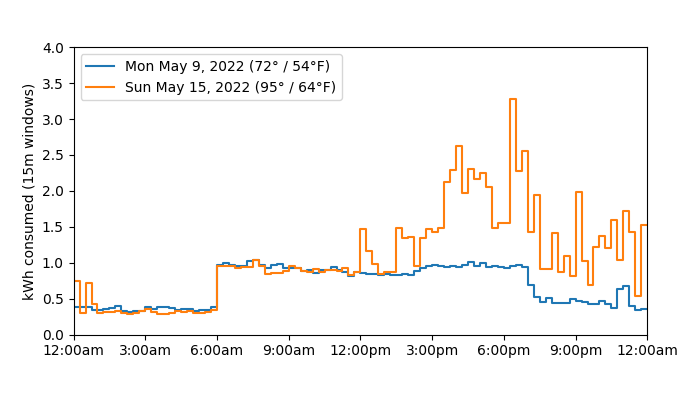 4.0
3.5
3.0
2.5
2.0
1.5
1.0
0.5
0.0
kWh consumed (15m windows)
Mon May 9, 2022 (72° / 54°F)
Sun May 15, 2022 (95° / 64°F)
12:00am 3:00am 6:00am 9:00am 12:00pm 3:00pm 6:00pm 9:00pm 12:00am